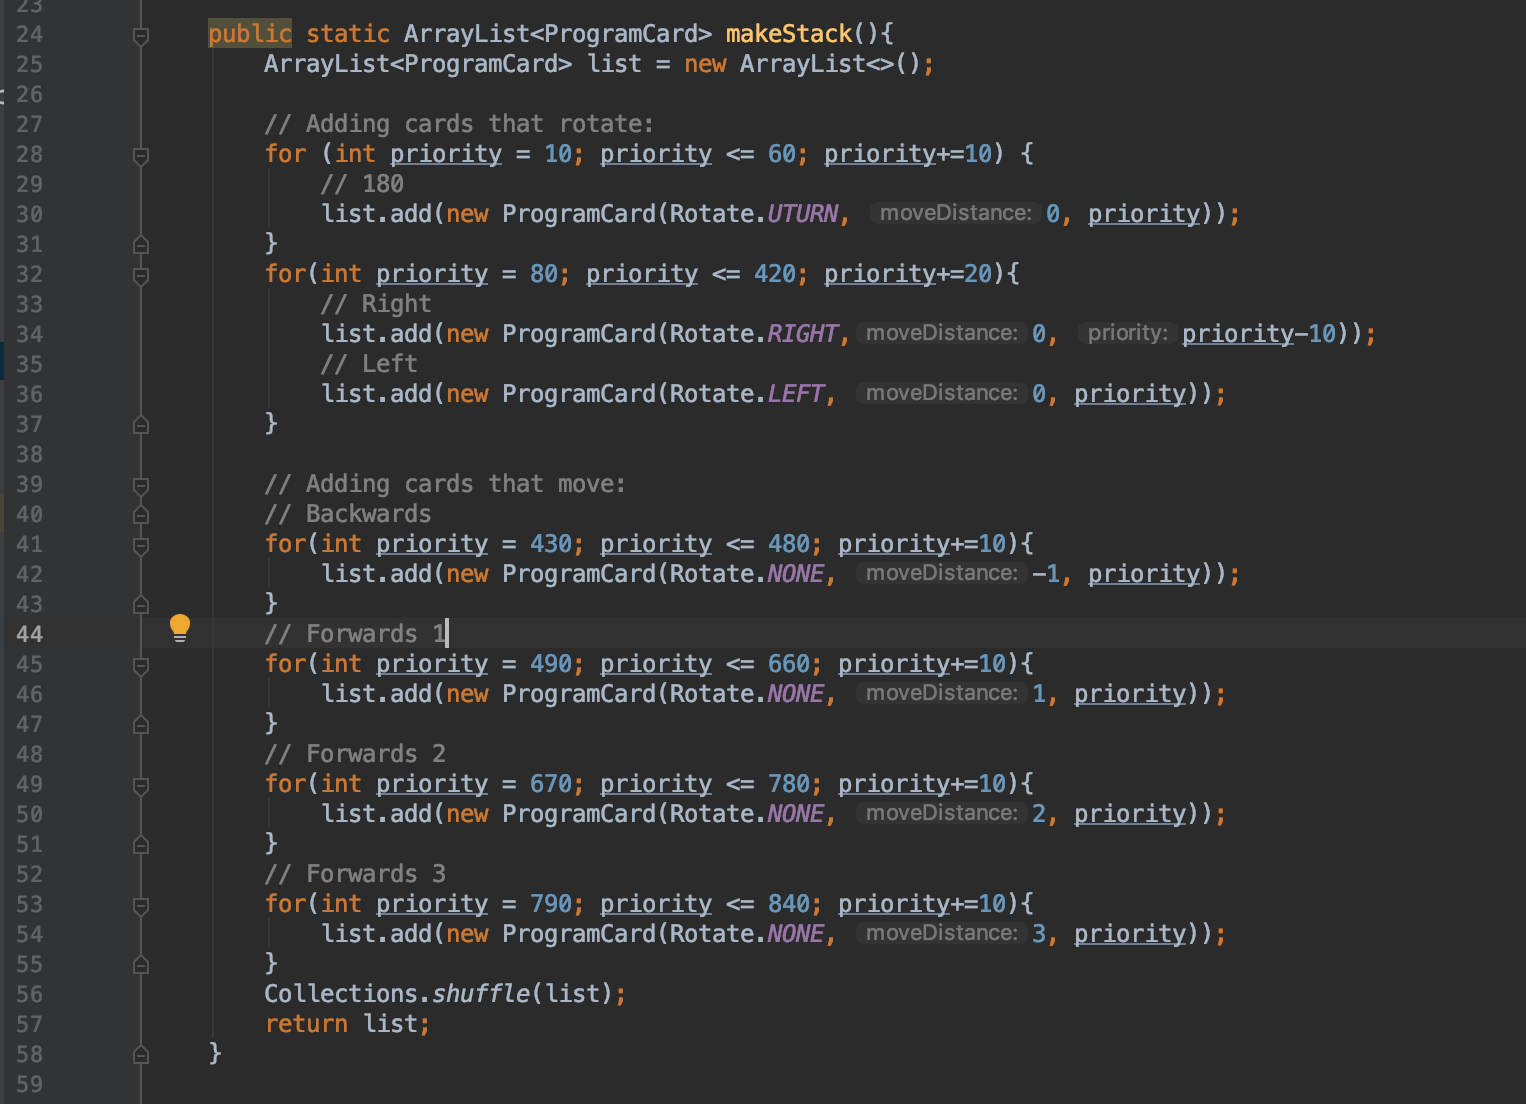 23
24 public static ArrayList<ProgramCard> makeStack(){
25 ArrayList<ProgramCard> list = new ArrayList<>();
26
27 // Adding cards that rotate:
28 for (int priority = 10; priority <= 60; priority+=10) {
29 // 180
30 list.add(new ProgramCard(Rotate.UTURN, moveDistance: 0, priority));
31 }
32 for(int priority = 80; priority <= 420; priority+=20){
33 // Right
34 list.add(new ProgramCard(Rotate.RIGHT, moveDistance: 0, priority: priority-10));
35 // Left
36 list.add(new ProgramCard(Rotate.LEFT, moveDistance: 0, priority));
37 }
38
39 // Adding cards that move:
40 // Backwards
41 for(int priority = 430; priority <= 480; priority+=10){
42 list.add(new ProgramCard(Rotate.NONE, moveDistance: -1, priority));
43 }
44 // Forwards 1
45 for(int priority = 490; priority <= 660; priority+=10){
46 list.add(new ProgramCard(Rotate.NONE, moveDistance: 1, priority));
47 }
48 // Forwards 2
49 for(int priority = 670; priority <= 780; priority+=10){
50 list.add(new ProgramCard(Rotate.NONE, moveDistance: 2, priority));
51 }
52 // Forwards 3
53 for(int priority = 790; priority <= 840; priority+=10){
54 list.add(new ProgramCard(Rotate.NONE, moveDistance: 3, priority));
55 }
56 Collections.shuffle(list);
57 return list;
58 }
59